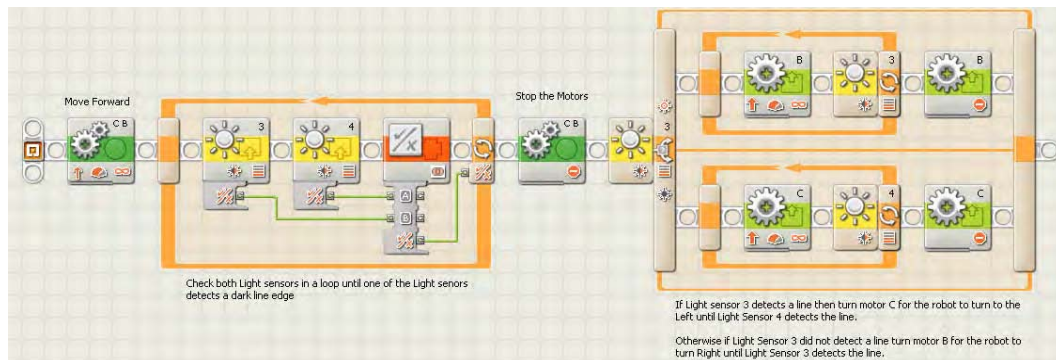 Move Forward
C B
3
4
A
B
Check both Light sensors in a loop until one of the Light senors
detects a dark line edge
Stop the Motors
C B
3
B
3
B
C
4
C
If Light sensor 3 detects a line then turn motor C for the robot to turn to the
Left until Light Sensor 4 detects the line.
Otherwise if Light Sensor 3 did not detect a line turn motor B for the robot to
turn Right until Light Sensor 3 detects the line.